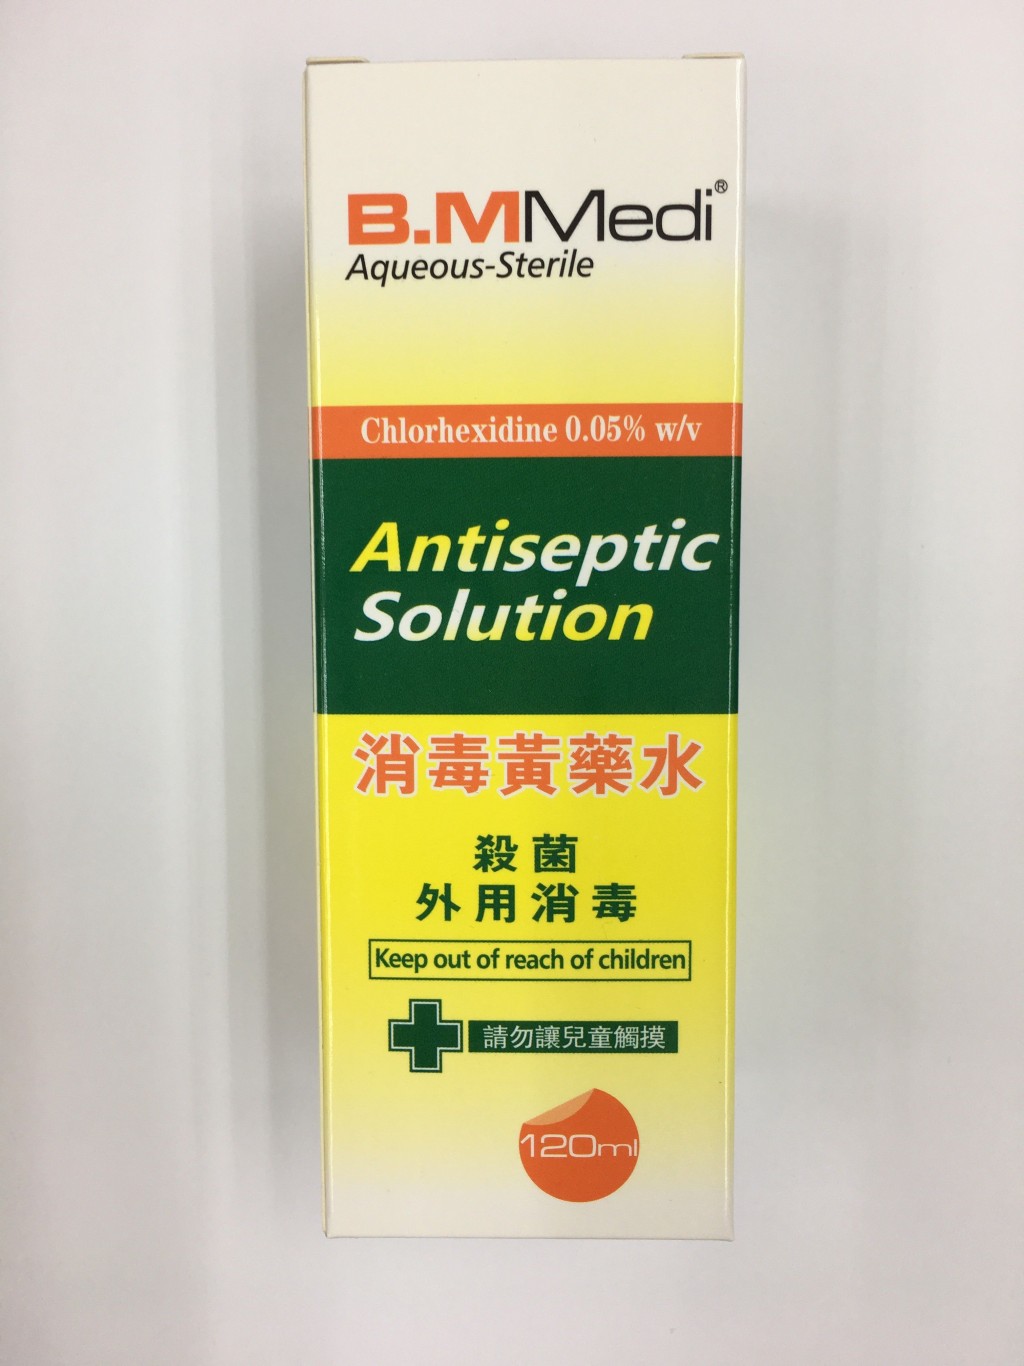 B.MMedi®
Aqueous-Sterile
Chlorhexidine 0.05% w/v
Antiseptic
Solution
消毒黃藥水
殺菌
外用消毒
Keep out of reach of children
請勿讓兒童觸摸
120ml